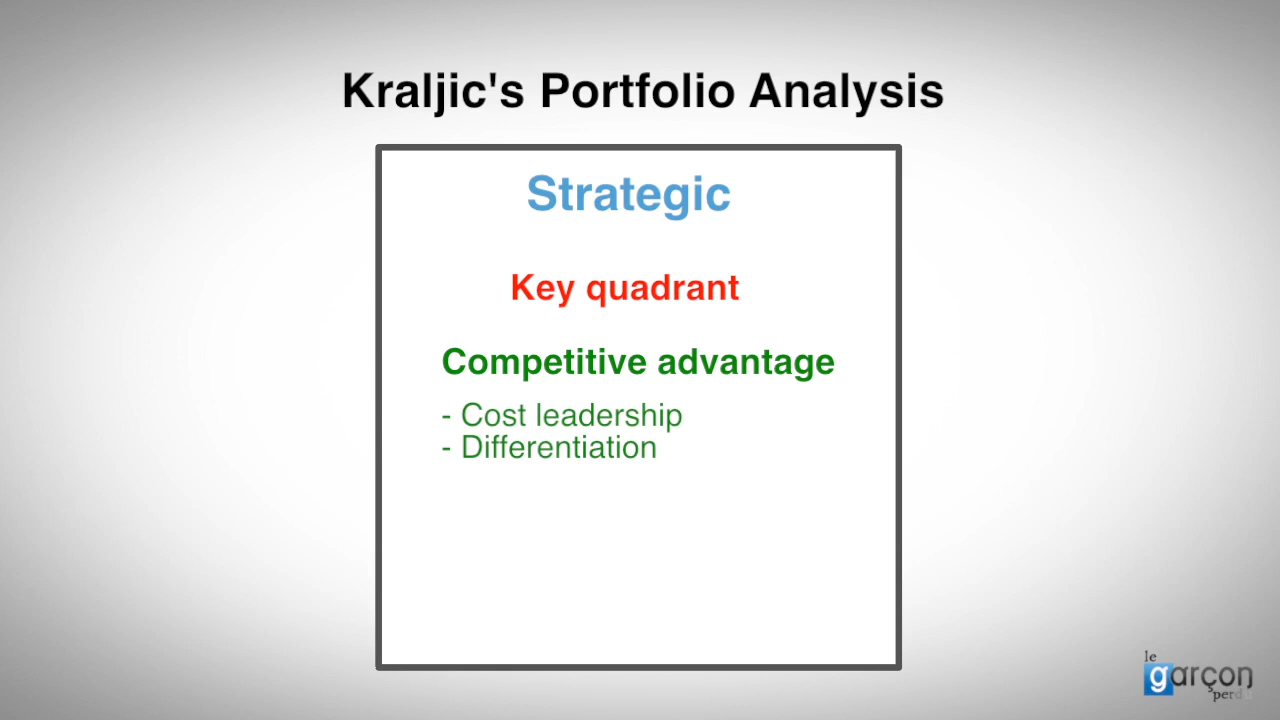 Kraljic's Portfolio Analysis
Strategic
Key quadrant
Competitive advantage
- Cost leadership
- Differentiation
le
garçon
perdu